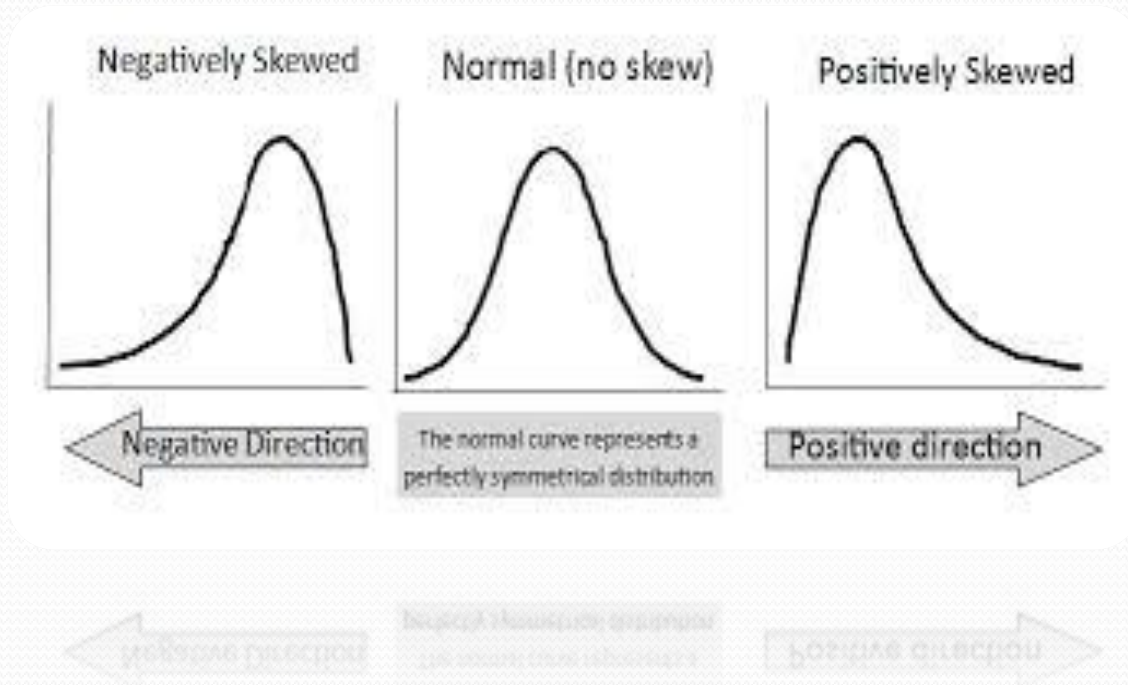 Negatively Skewed
Normal (no skew)
Positively Skewed
Negative Direction
The normal curve represents a
perfectly symmetrical distribution
Positive direction